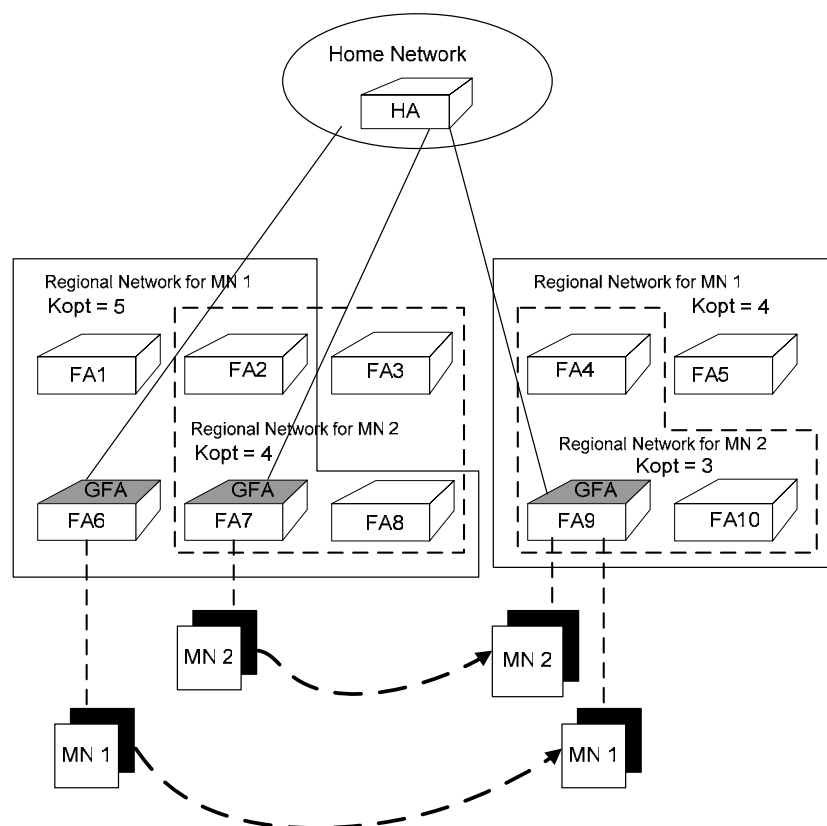 Home Network
HA
Regional Network for MN 1
Kopt = 5
Regional Network for MN 1
Kopt = 4
FA1
FA2
FA3
FA4
FA5
Regional Network for MN 2
Kopt = 4
Regional Network for MN 2
Kopt = 3
GFA
FA6
GFA
FA7
FA8
GFA
FA9
FA10
MN 2
MN 2
MN 1
MN 1